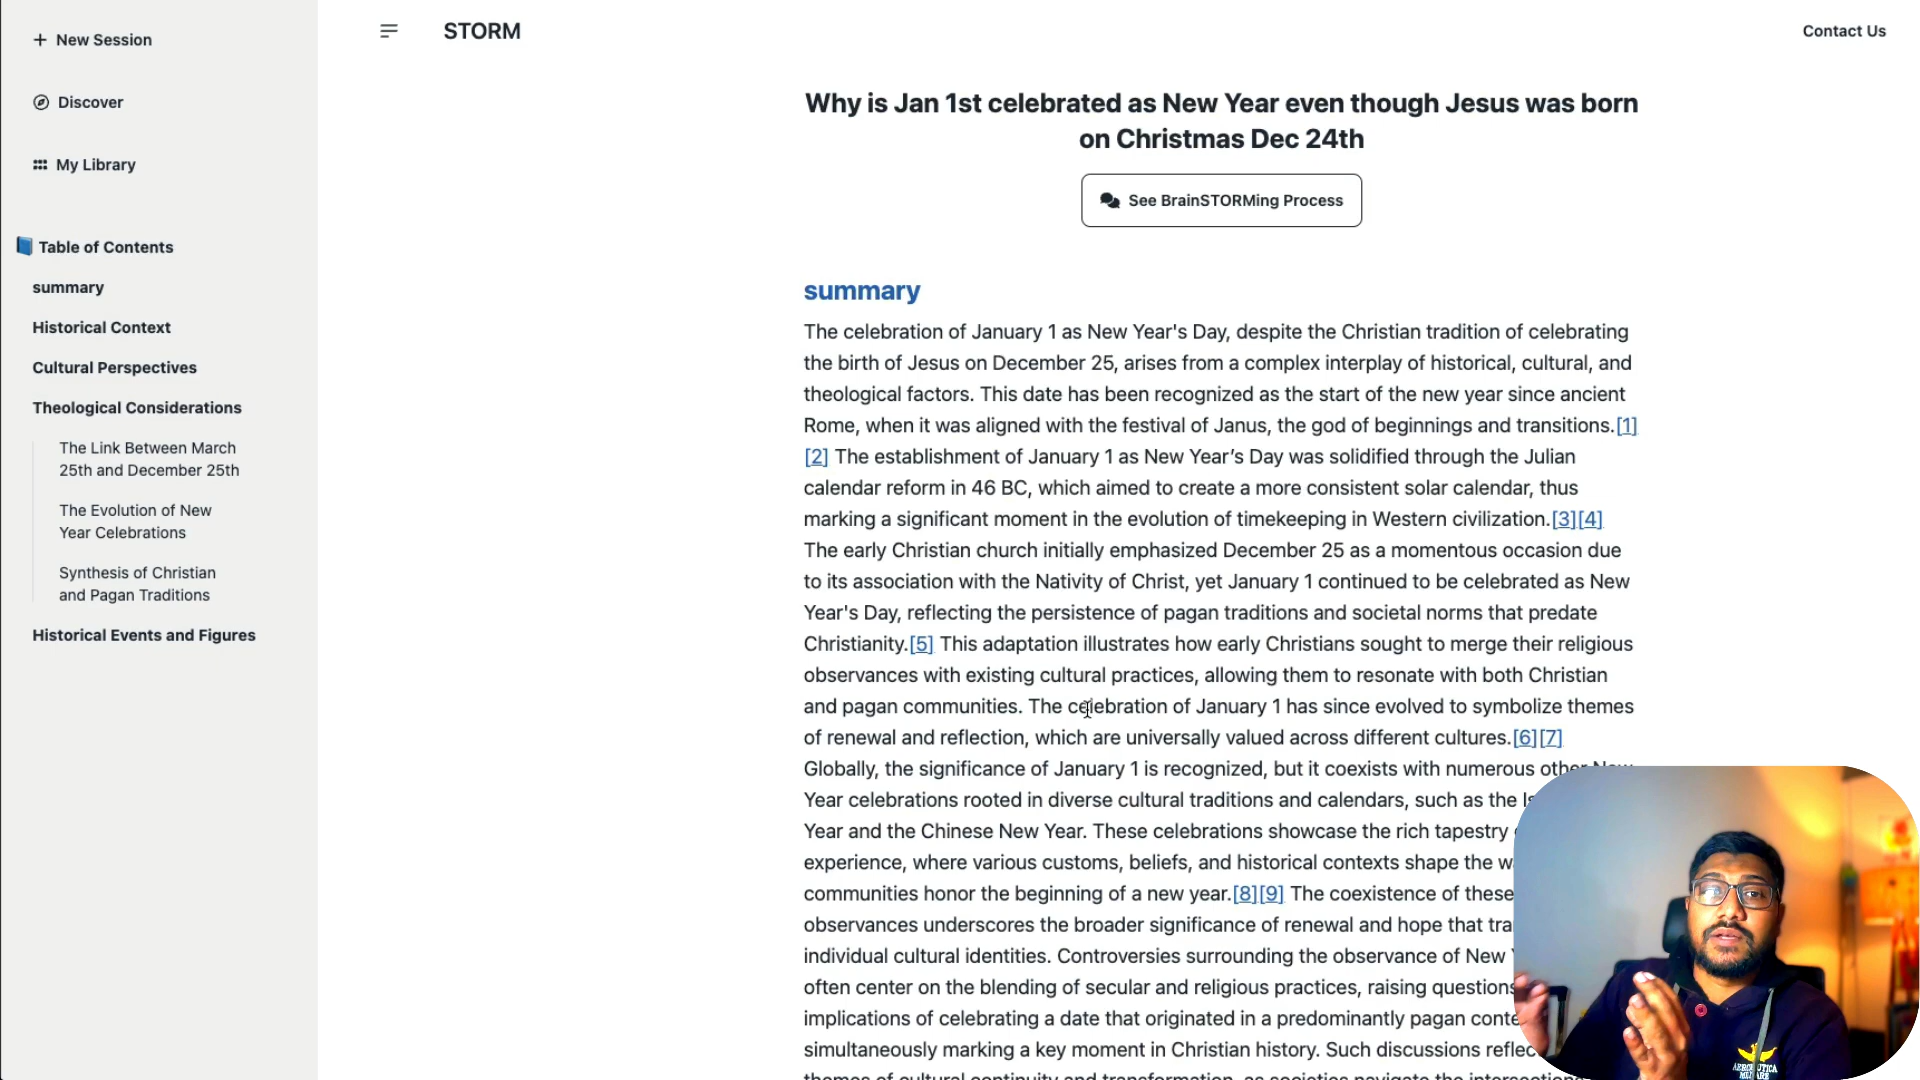 New Session
Discover
My Library
Table of Contents
summary
Historical Context
Cultural Perspectives
Theological Considerations
The Link Between March
25th and December 25th
The Evolution of New
Year Celebrations
Synthesis of Christian
and Pagan Traditions
Historical Events and Figures
STORM
Contact Us
Why is Jan 1st celebrated as New Year even though Jesus was born
on Christmas Dec 24th
See BrainSTORMing Process
summary
The celebration of January 1 as New Year's Day, despite the Christian tradition of celebrating
the birth of Jesus on December 25, arises from a complex interplay of historical, cultural, and
theological factors. This date has been recognized as the start of the new year since ancient
Rome, when it was aligned with the festival of Janus, the god of beginnings and transitions.[1]
[2] The establishment of January 1 as New Year’s Day was solidified through the Julian
calendar reform in 46 BC, which aimed to create a more consistent solar calendar, thus
marking a significant moment in the evolution of timekeeping in Western civilization.[3][4]
The early Christian church initially emphasized December 25 as a momentous occasion due
to its association with the Nativity of Christ, yet January 1 continued to be celebrated as New
Year's Day, reflecting the persistence of pagan traditions and societal norms that predate
Christianity.[5] This adaptation illustrates how early Christians sought to merge their religious
observances with existing cultural practices, allowing them to resonate with both Christian
and pagan communities. The celebration of January 1 has since evolved to symbolize themes
of renewal and reflection, which are universally valued across different cultures.[6][7]
Globally, the significance of January 1 is recognized, but it coexists with numerous other New
Year celebrations rooted in diverse cultural traditions and calendars, such as the
Year and the Chinese New Year. These celebrations showcase the rich tapestry
experience, where various customs, beliefs, and historical contexts shape the
communities honor the beginning of a new year.[8][9] The coexistence of these
observances underscores the broader significance of renewal and hope that
individual cultural identities. Controversies surrounding the observance of New
often center on the blending of secular and religious practices, raising questions
implications of celebrating a date that originated in a predominantly pagan
simultaneously marking a key moment in Christian history. Such discussions
themes of cultural continuity and transformation, as societies navigate the
AERONAUTICA
MILITARE